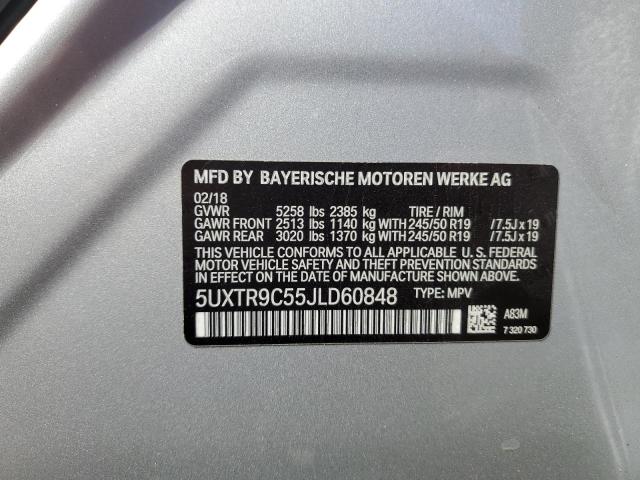 MFD BY BAYERISCHE MOTOREN WERKE AG
02/18
GVWR 5258 lbs 2385 kg TIRE / RIM
GAWR FRONT 2513 lbs 1140 kg WITH 245/50 R19 /7.5J x 19
GAWR REAR 3020 lbs 1370 kg WITH 245/50 R19 /7.5J x 19
THIS VEHICLE CONFORMS TO ALL APPLICABLE U. S. FEDERAL
MOTOR VEHICLE SAFETY AND THEFT PREVENTION STANDARDS
IN EFFECT ON THE DATE OF MANUFACTURE SHOWN ABOVE.
5UXTR9C55JLD60848 TYPE: MPV
A83M
7 320 730